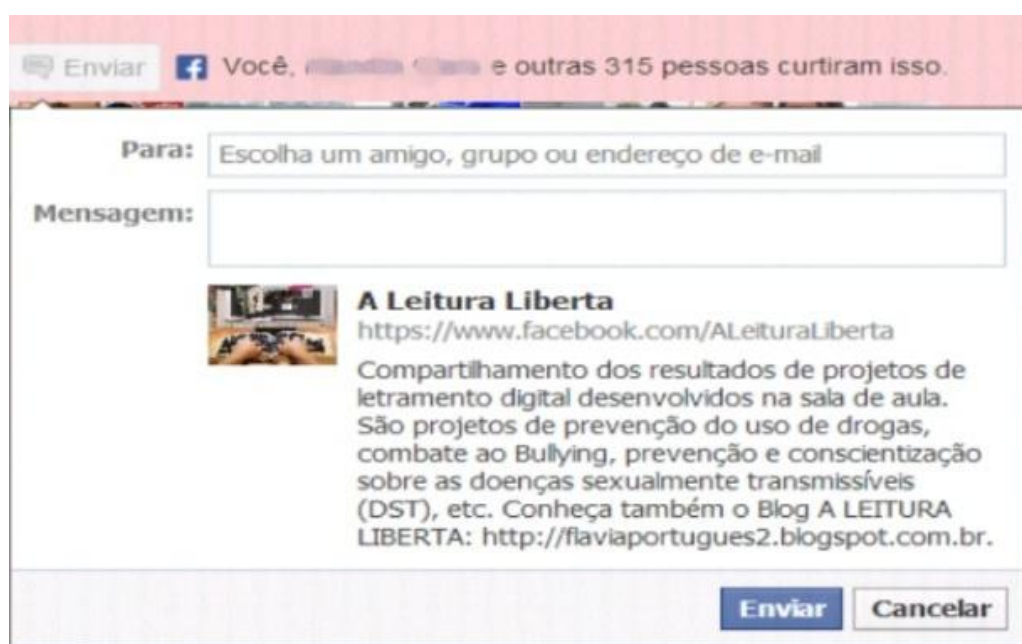 Enviar Você, e outras 315 pessoas curtiram isso.
Para: Escolha um amigo, grupo ou endereço de e-mail
Mensagem:
A Leitura Liberta
https://www.facebook.com/ALeituraLiberta
Compartilhamento dos resultados de projetos de
letramento digital desenvolvidos na sala de aula.
São projetos de prevenção do uso de drogas,
combate ao Bullying, prevenção e conscientização
sobre as doenças sexualmente transmissíveis
(DST), etc. Conheça também o Blog A LEITURA
LIBERTA: http://flaviaportugues2.blogspot.com.br.
Enviar Cancelar